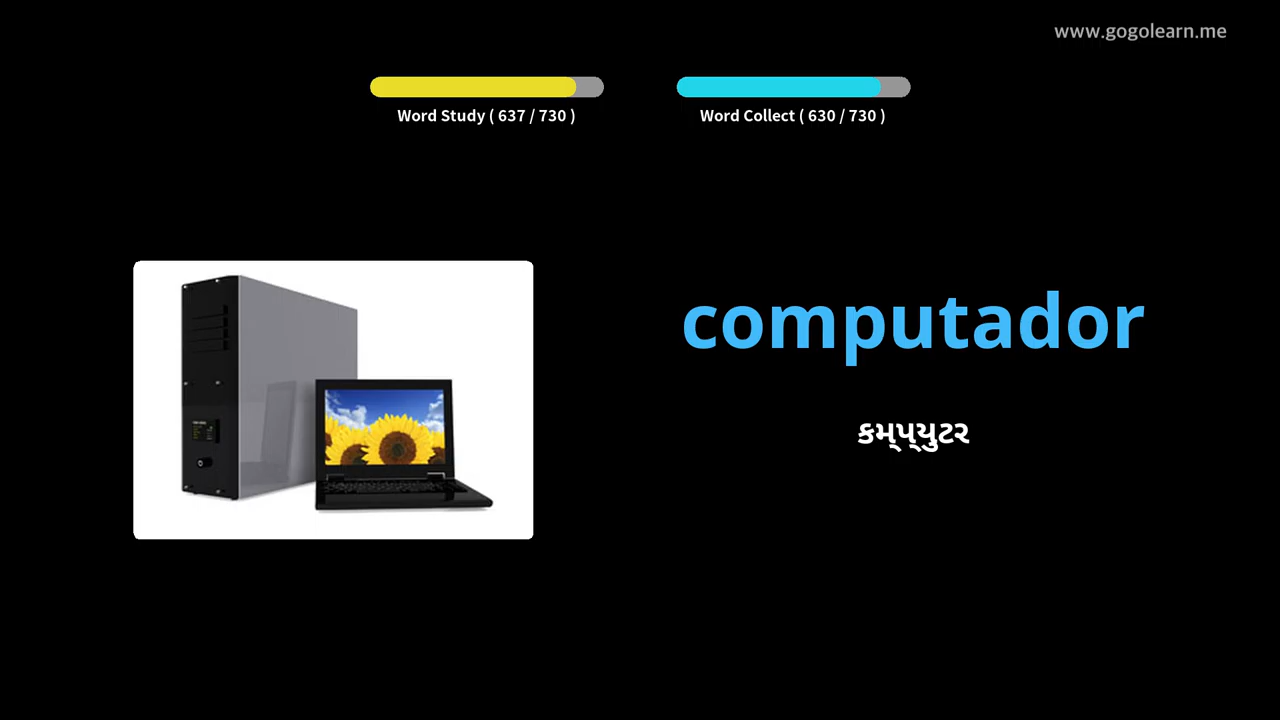 www.gogolearn.me
Word Study ( 637 / 730 )
Word Collect ( 630 / 730 )
computador
કમ્પ્યુટર